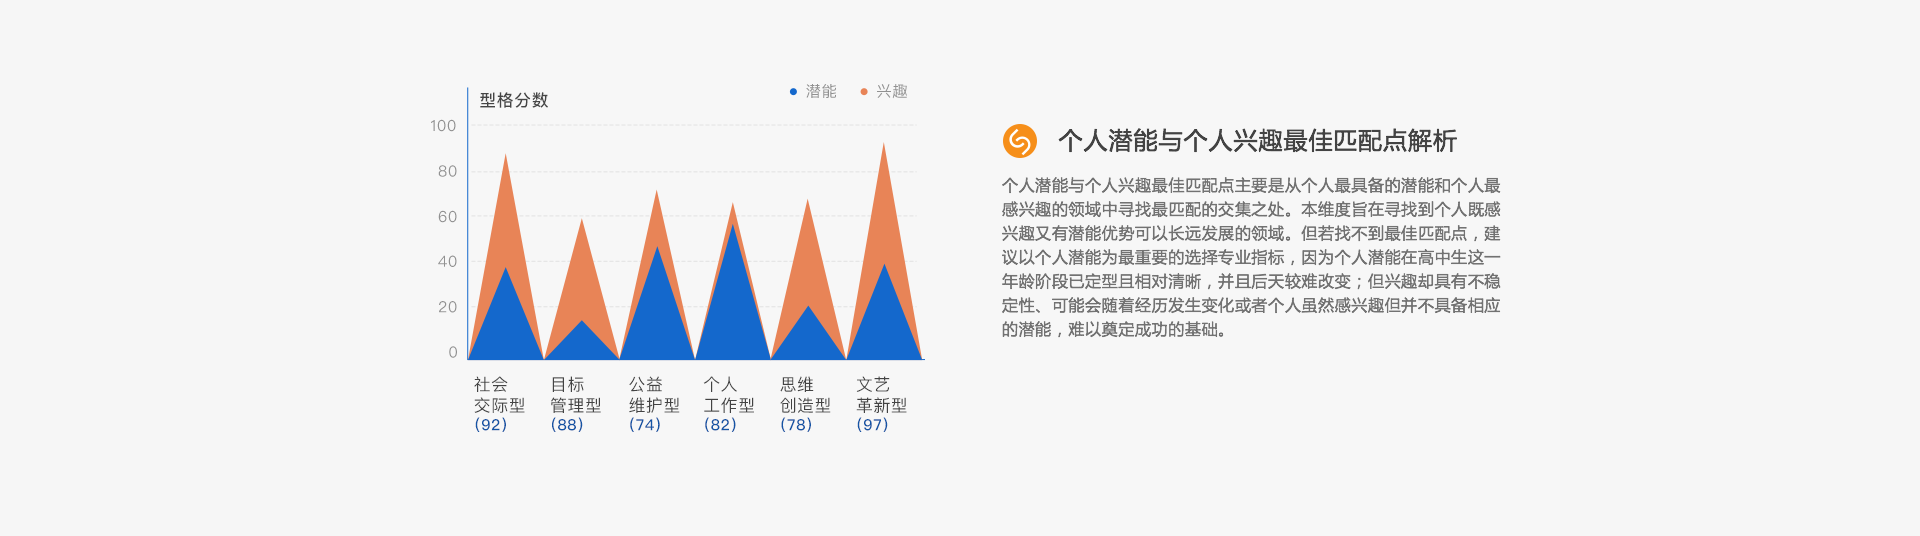 型格分数
潜能 兴趣
100
80
60
40
20
0
社会
交际型
(92)
目标
管理型
(88)
公益
维护型
(74)
个人
工作型
(82)
思维
创造型
(78)
文艺
革新型
(97)
个人潜能与个人兴趣最佳匹配点解析
个人潜能与个人兴趣最佳匹配点主要是从个人最具备的潜能和个人最
感兴趣的领域中寻找最匹配的交集之处。本维度旨在寻找到个人既感
兴趣又有潜能优势可以长远发展的领域。但若找不到最佳匹配点，建
议以个人潜能为最重要的选择专业指标，因为个人潜能在高中生这一
年龄阶段已定型且相对清晰，并且后天较难改变；但兴趣却具有不稳
定性、可能会随着经历发生变化或者个人虽然感兴趣但并不具备相应
的潜能，难以奠定成功的基础。